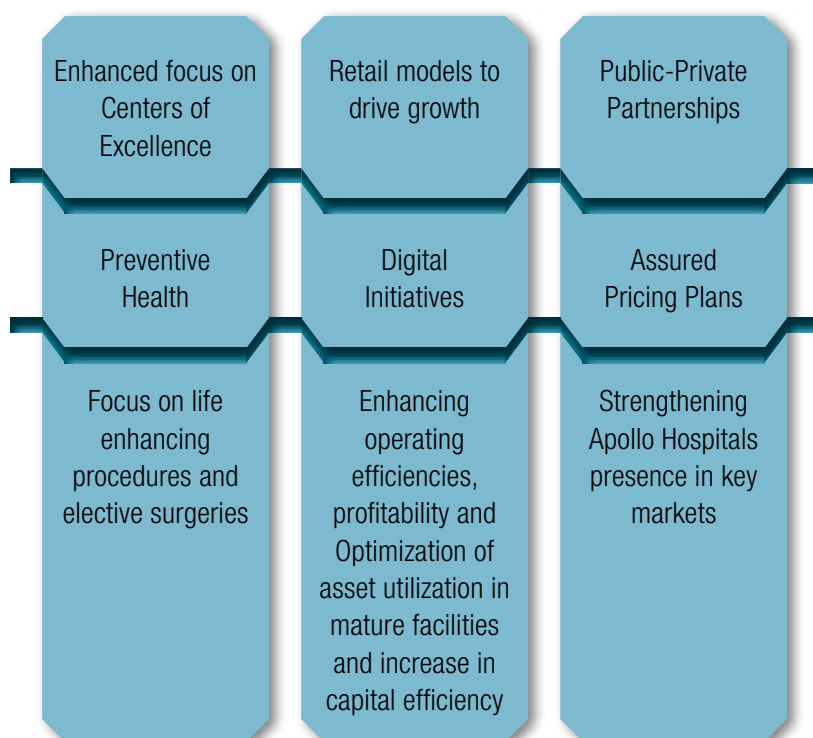 Enhanced focus on
Centers of
Excellence
Retail models to
drive growth
Public-Private
Partnerships
Preventive
Health
Digital
Initiatives
Assured
Pricing Plans
Focus on life
enhancing
procedures and
elective surgeries
Enhancing
operating
efficiencies,
profitability and
Optimization of
asset utilization in
mature facilities
and increase in
capital efficiency
Strengthening
Apollo Hospitals
presence in key
markets